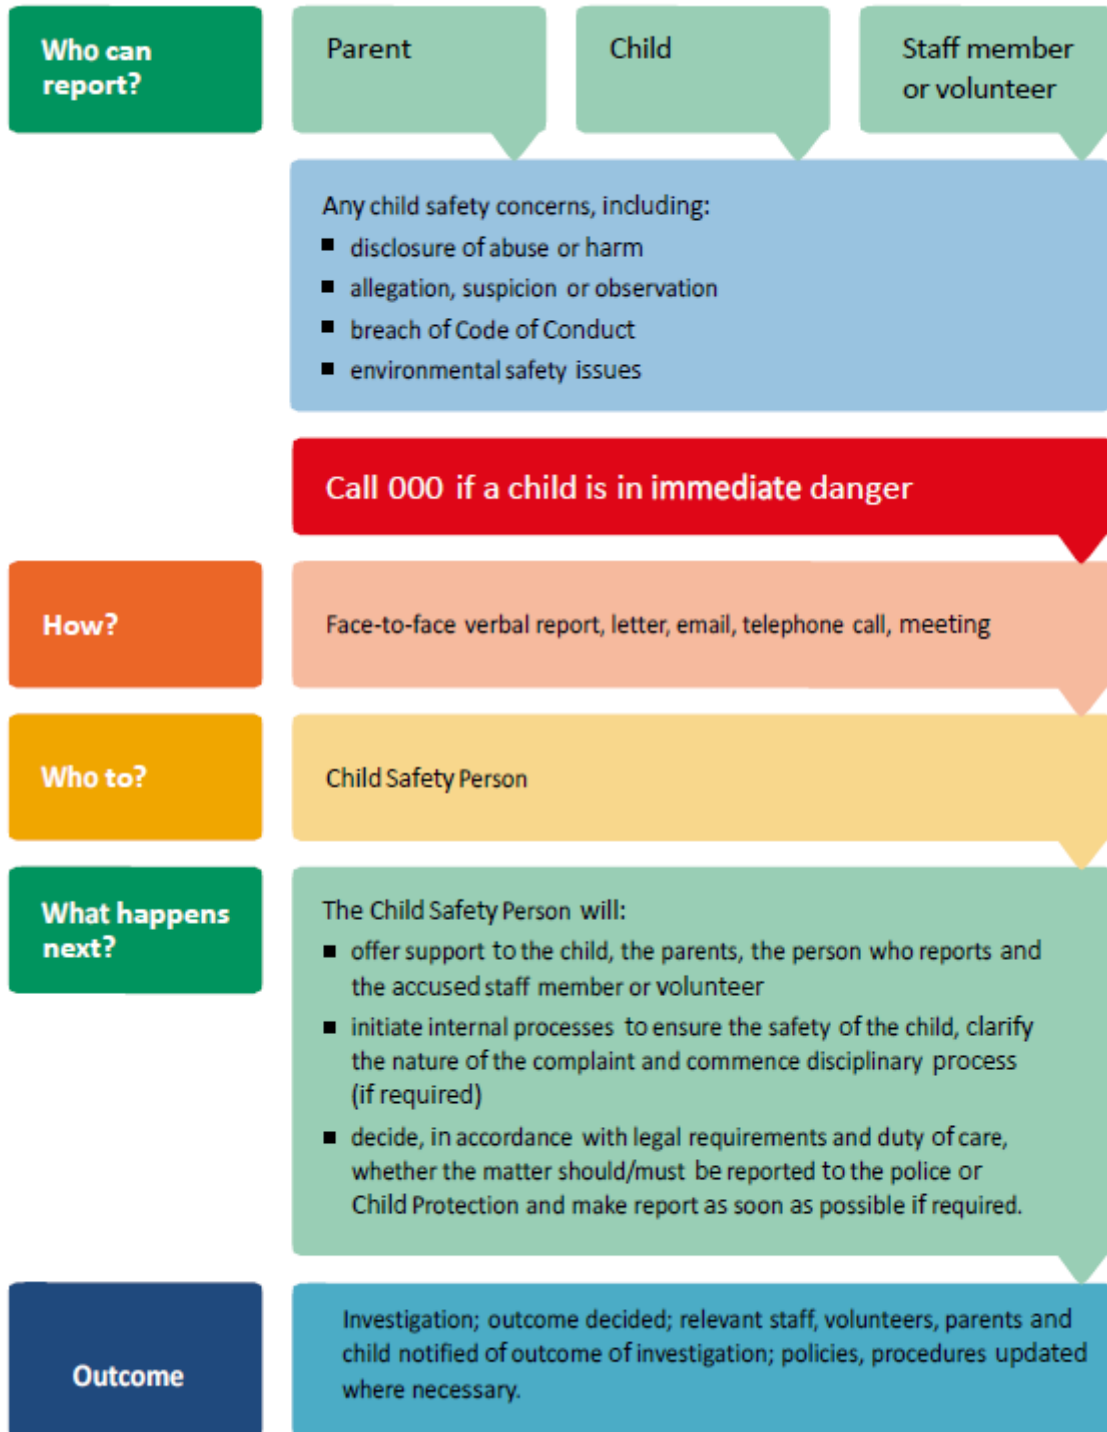 Who can
report?
Parent
Child
Staff member
or volunteer
Any child safety concerns, including:
■ disclosure of abuse or harm
■ allegation, suspicion or observation
■ breach of Code of Conduct
■ environmental safety issues
Call 000 if a child is in immediate danger
How?
Face-to-face verbal report, letter, email, telephone call, meeting
Who to?
Child Safety Person
What happens
next?
The Child Safety Person will:
■ offer support to the child, the parents, the person who reports and
the accused staff member or volunteer
■ initiate internal processes to ensure the safety of the child, clarify
the nature of the complaint and commence disciplinary process
(if required)
■ decide, in accordance with legal requirements and duty of care,
whether the matter should/must be reported to the police or
Child Protection and make report as soon as possible if required.
Outcome
Investigation; outcome decided; relevant staff, volunteers, parents and
child notified of outcome of investigation; policies, procedures updated
where necessary.